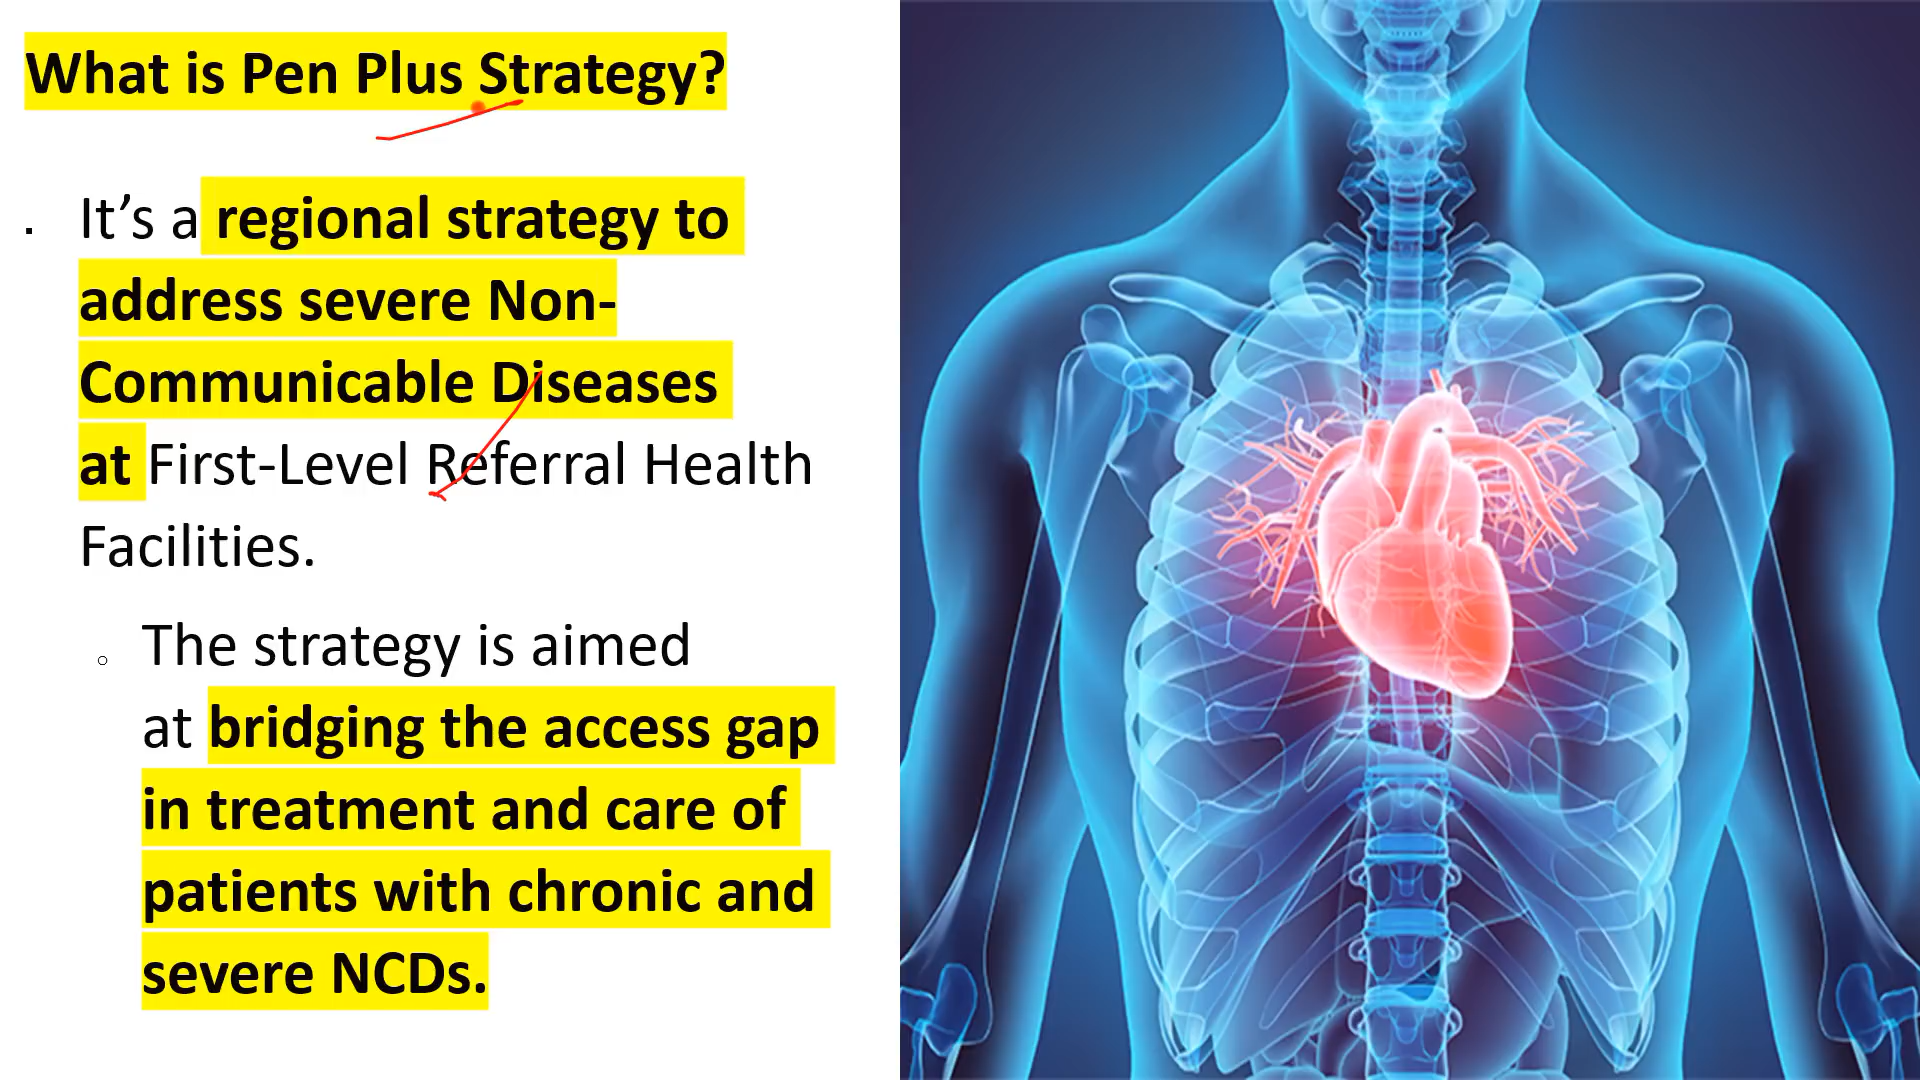 What is Pen Plus Strategy?
▪ It’s a regional strategy to
address severe Non-
Communicable Diseases
at First-Level Referral Health
Facilities.
○ The strategy is aimed
at bridging the access gap
in treatment and care of
patients with chronic and
severe NCDs.